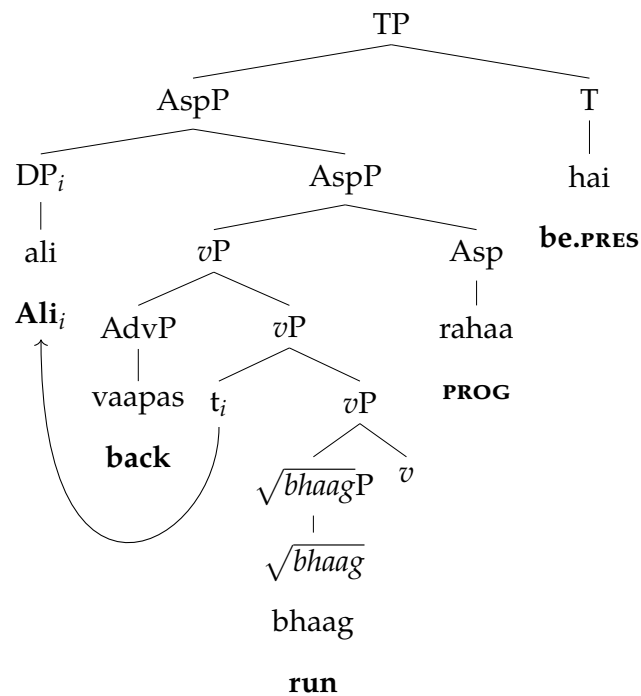 TP
AspP T
DPᵢ AspP hai
ali vP Asp be.PRES
Aliᵢ AdvP vP rahaa
vaapas tᵢ vP PROG
back √bhaagP v
√bhaag
bhaag
run